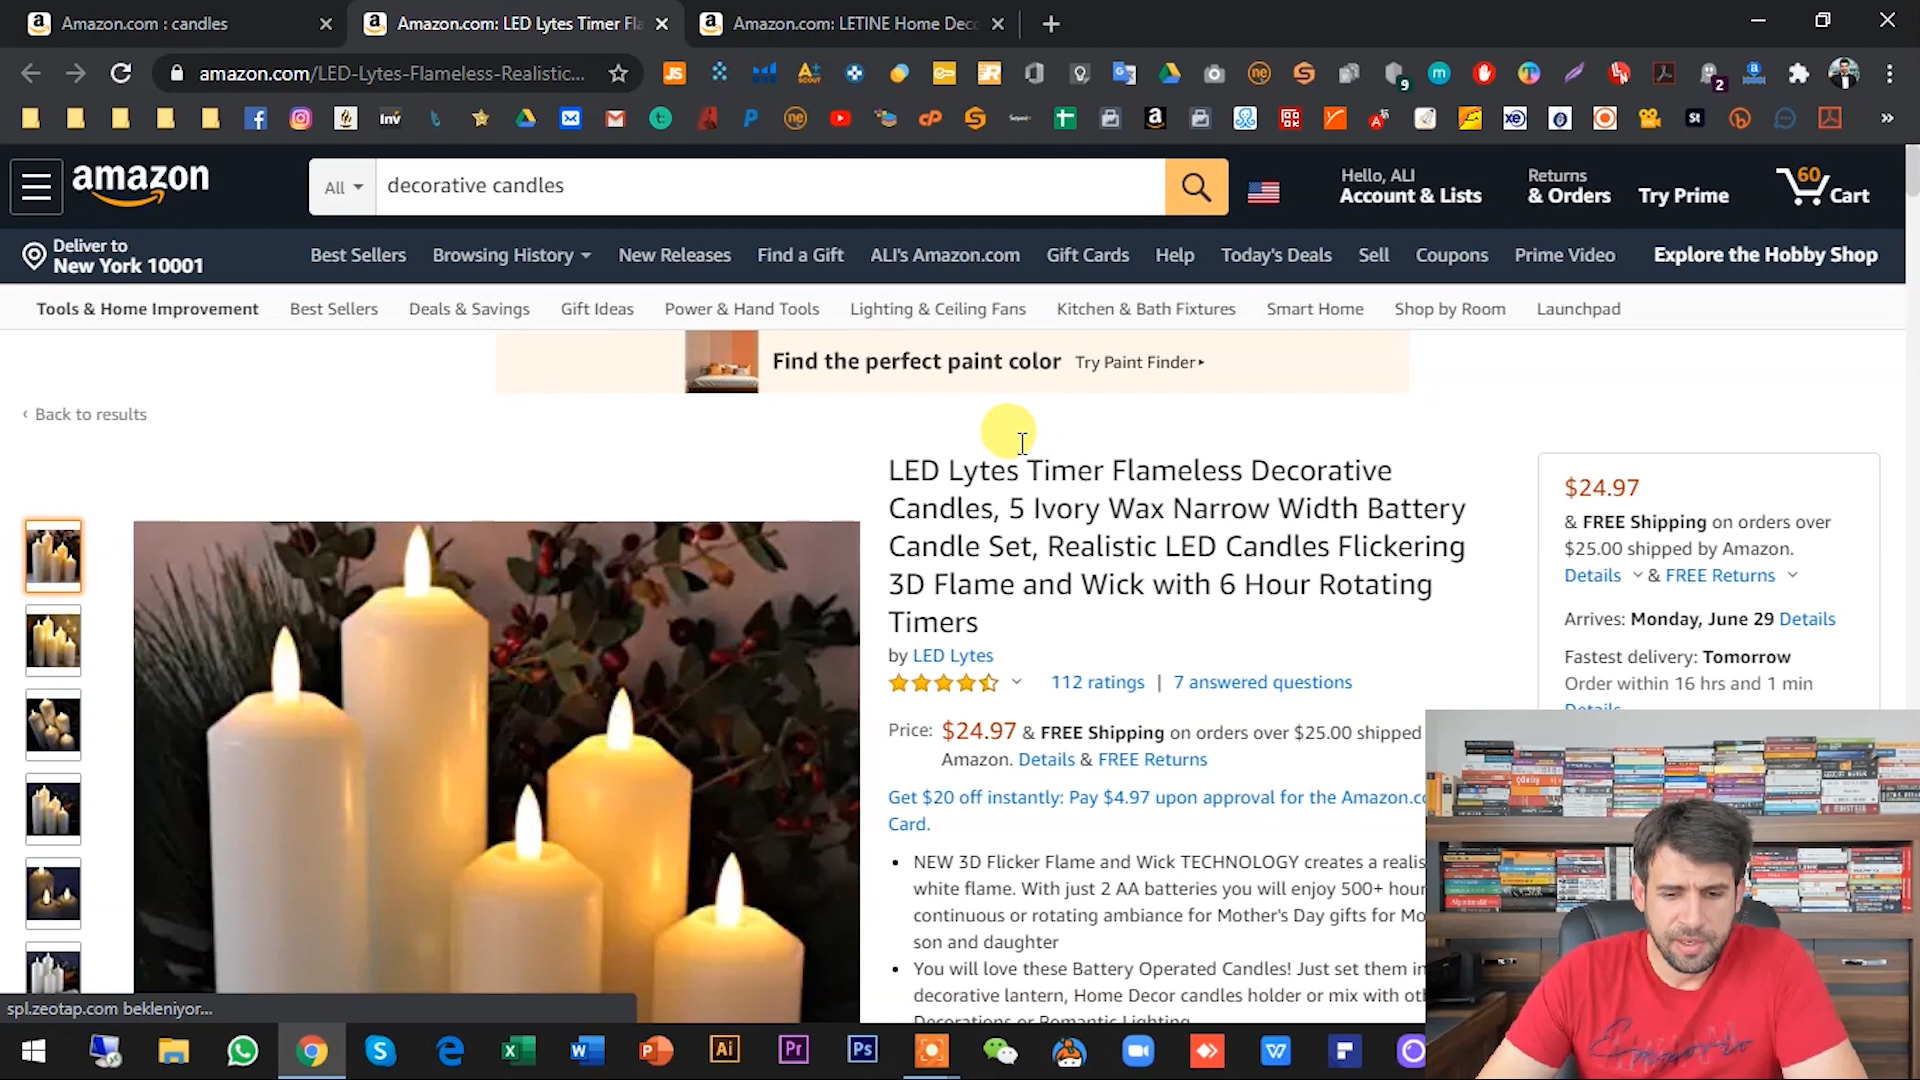 Amazon.com : candles
Amazon.com: LED Lytes Timer Fla
Amazon.com: LETINE Home Deco
amazon.com/LED-Lytes-Flameless-Realistic...
amazon
All
decorative candles
Hello, ALI
Account & Lists
Returns
& Orders
Try Prime
60
Cart
Deliver to
New York 10001
Best Sellers
Browsing History
New Releases
Find a Gift
ALI's Amazon.com
Gift Cards
Help
Today's Deals
Sell
Coupons
Prime Video
Explore the Hobby Shop
Tools & Home Improvement
Best Sellers
Deals & Savings
Gift Ideas
Power & Hand Tools
Lighting & Ceiling Fans
Kitchen & Bath Fixtures
Smart Home
Shop by Room
Launchpad
Find the perfect paint color Try Paint Finder
‹ Back to results
LED Lytes Timer Flameless Decorative
Candles, 5 Ivory Wax Narrow Width Battery
Candle Set, Realistic LED Candles Flickering
3D Flame and Wick with 6 Hour Rotating
Timers
by LED Lytes
112 ratings | 7 answered questions
Price: $24.97 & FREE Shipping on orders over $25.00 shipped
Amazon. Details & FREE Returns
Get $20 off instantly: Pay $4.97 upon approval for the Amazon.co
Card.
• NEW 3D Flicker Flame and Wick TECHNOLOGY creates a realis
white flame. With just 2 AA batteries you will enjoy 500+ hour
continuous or rotating ambiance for Mother's Day gifts for Mo
son and daughter
• You will love these Battery Operated Candles! Just set them in
decorative lantern, Home Decor candles holder or mix with oth
Decorations or Romantic Lighting
$24.97
& FREE Shipping on orders over
$25.00 shipped by Amazon.
Details & FREE Returns
Arrives: Monday, June 29 Details
Fastest delivery: Tomorrow
Order within 16 hrs and 1 min
Details
spl.zeotap.com bekleniyor...